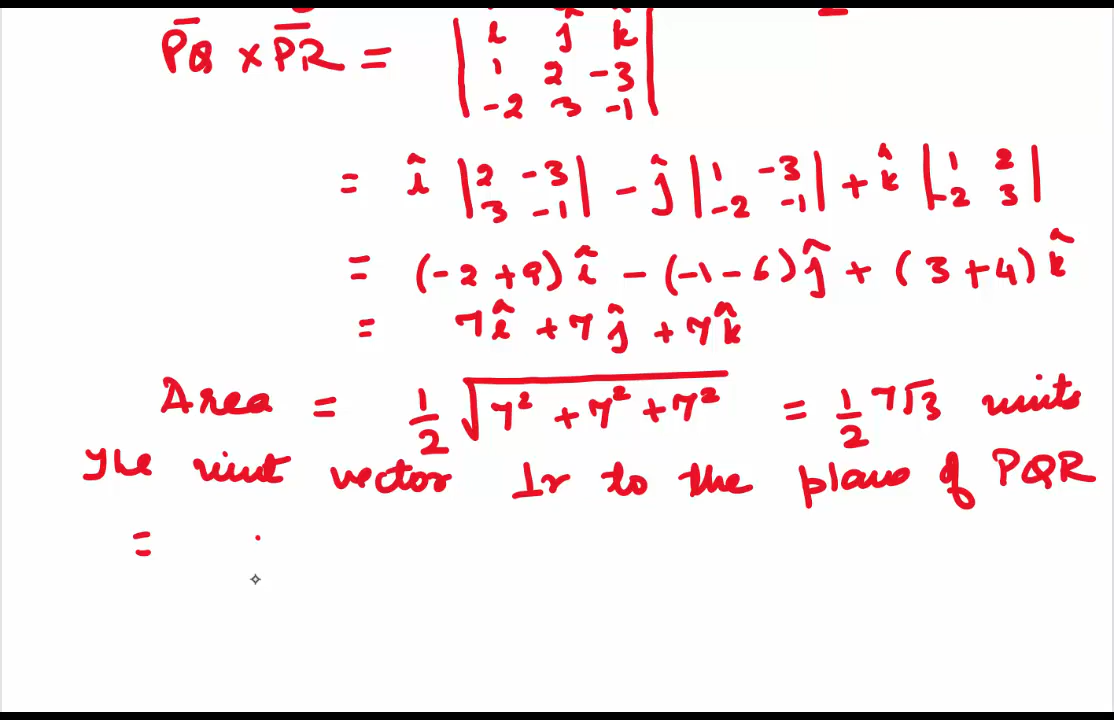 P̄Q̄ × P̄R̄ = | î ĵ k̂ |
| 1 2 -3 |
| -2 3 -1 |
= î | 2 -3 | - ĵ | 1 -3 | + k̂ | 1 2 |
| 3 -1 | | -2 -1 | | -2 3 |
= (-2 +9) î - (-1 - 6) ĵ + (3 + 4) k̂
= 7î + 7ĵ + 7k̂
Area = 1/2 √(7² + 7² + 7²) = 1/2 7√3 units
The unit vector ⊥r to the plane of PQR
=